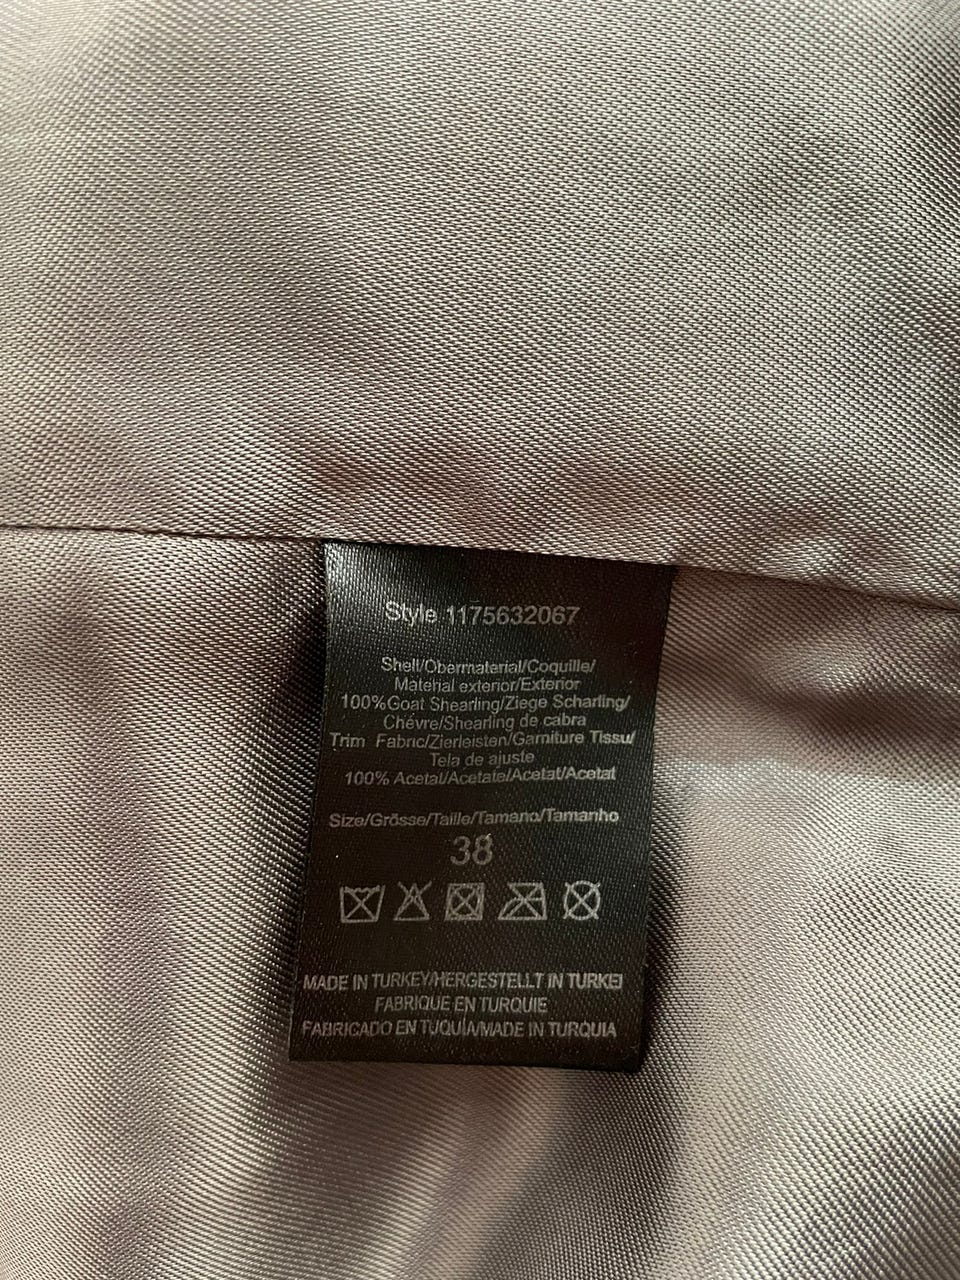 Style 1175632067
Shell/Obermaterial/Coquille/
Material exterior/Exterior
100%Goat Shearling/Ziege Scharling/
Chévre/Shearling de cabra
Trim Fabric/Zierleisten/Garniture Tissu/
Tela de ajuste
100% Acetal/Acetate/Acetat/Acetat
Size/Grösse/Taille/Tamano/Tamanho
38
MADE IN TURKEY/HERGESTELLT IN TURKEI
FABRIQUE EN TURQUIE
FABRICADO EN TUQUÍA/MADE IN TURQUIA